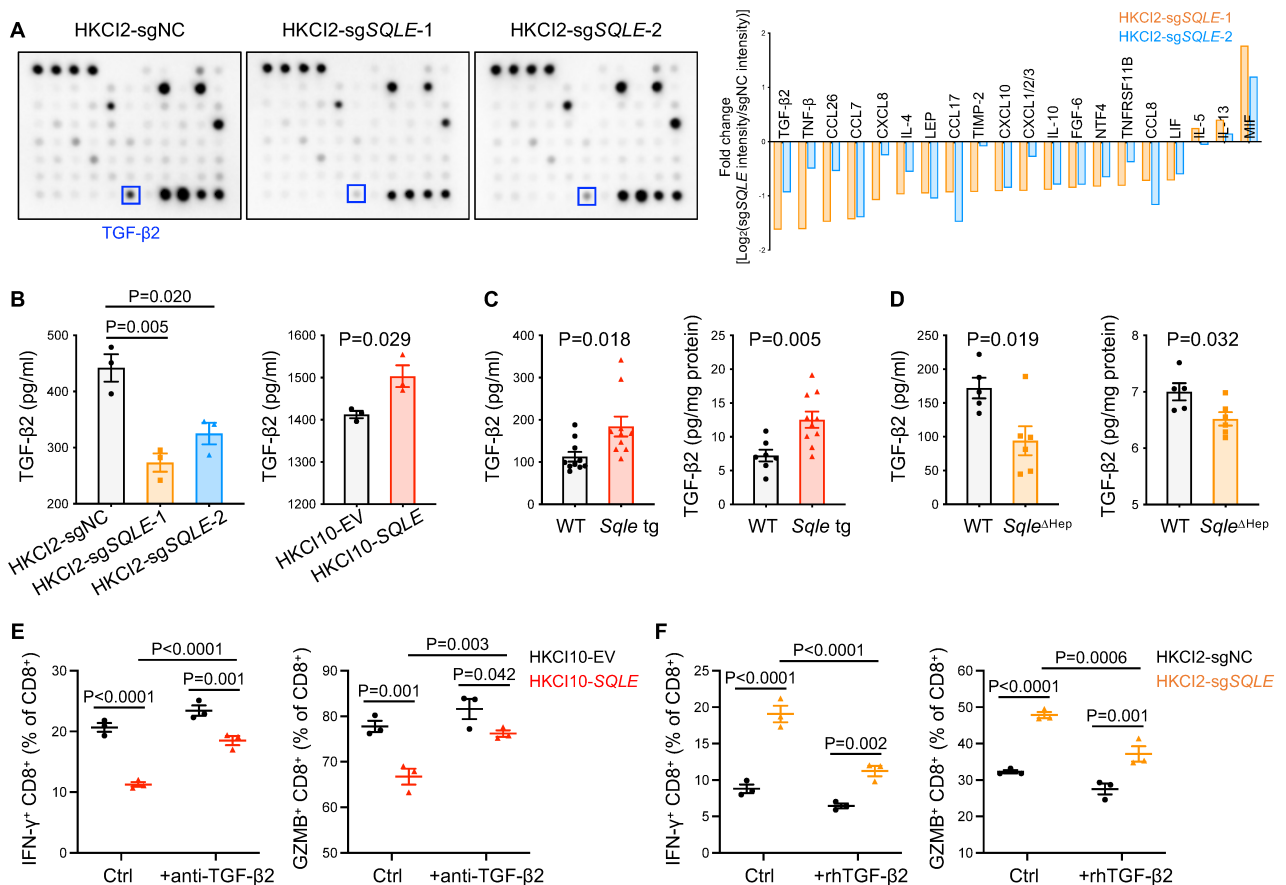 A
HKCI2-sgNC
HKCI2-sgSQLE-1
HKCI2-sgSQLE-2
TGF-β2
HKCI2-sgSQLE-1
HKCI2-sgSQLE-2
Fold change
[Log₂(sgSQLE intensity/sgNC intensity)]
2
1
0
-1
-2
TGF-β2
TNF-β
CCL26
CCL7
CXCL8
IL-4
LEP
CCL17
TIMP-2
CXCL10
CXCL1/2/3
IL-10
FGF-6
NTF4
TNFRSF11B
CCL8
LIF
IL-5
IL-13
MIF
B
P=0.020
P=0.005
TGF-β2 (pg/ml)
500
400
300
200
HKCI2-sgNC
HKCI2-sgSQLE-1
HKCI2-sgSQLE-2
P=0.029
TGF-β2 (pg/ml)
1600
1500
1400
1300
1200
HKCI10-EV
HKCI10-SQLE
C
P=0.018
TGF-β2 (pg/ml)
400
300
200
100
0
WT
Sqle tg
P=0.005
TGF-β2 (pg/mg protein)
25
20
15
10
5
0
WT
Sqle tg
D
P=0.019
TGF-β2 (pg/ml)
250
200
150
100
50
0
WT
Sqleᐃᴴᵉᵖ
P=0.032
TGF-β2 (pg/mg protein)
8
7
6
5
WT
Sqleᐃᴴᵉᵖ
E
P<0.0001
P<0.0001
P=0.001
IFN-γ⁺ CD8⁺ (% of CD8⁺)
30
20
10
0
Ctrl
+anti-TGF-β2
P=0.003
P=0.001
P=0.042
GZMB⁺ CD8⁺ (% of CD8⁺)
90
80
70
60
50
Ctrl
+anti-TGF-β2
HKCI10-EV
HKCI10-SQLE
F
P<0.0001
P<0.0001
P=0.002
IFN-γ⁺ CD8⁺ (% of CD8⁺)
25
20
15
10
5
0
Ctrl
+rhTGF-β2
P=0.0006
P<0.0001
P=0.001
GZMB⁺ CD8⁺ (% of CD8⁺)
60
50
40
30
20
10
Ctrl
+rhTGF-β2
HKCI2-sgNC
HKCI2-sgSQLE